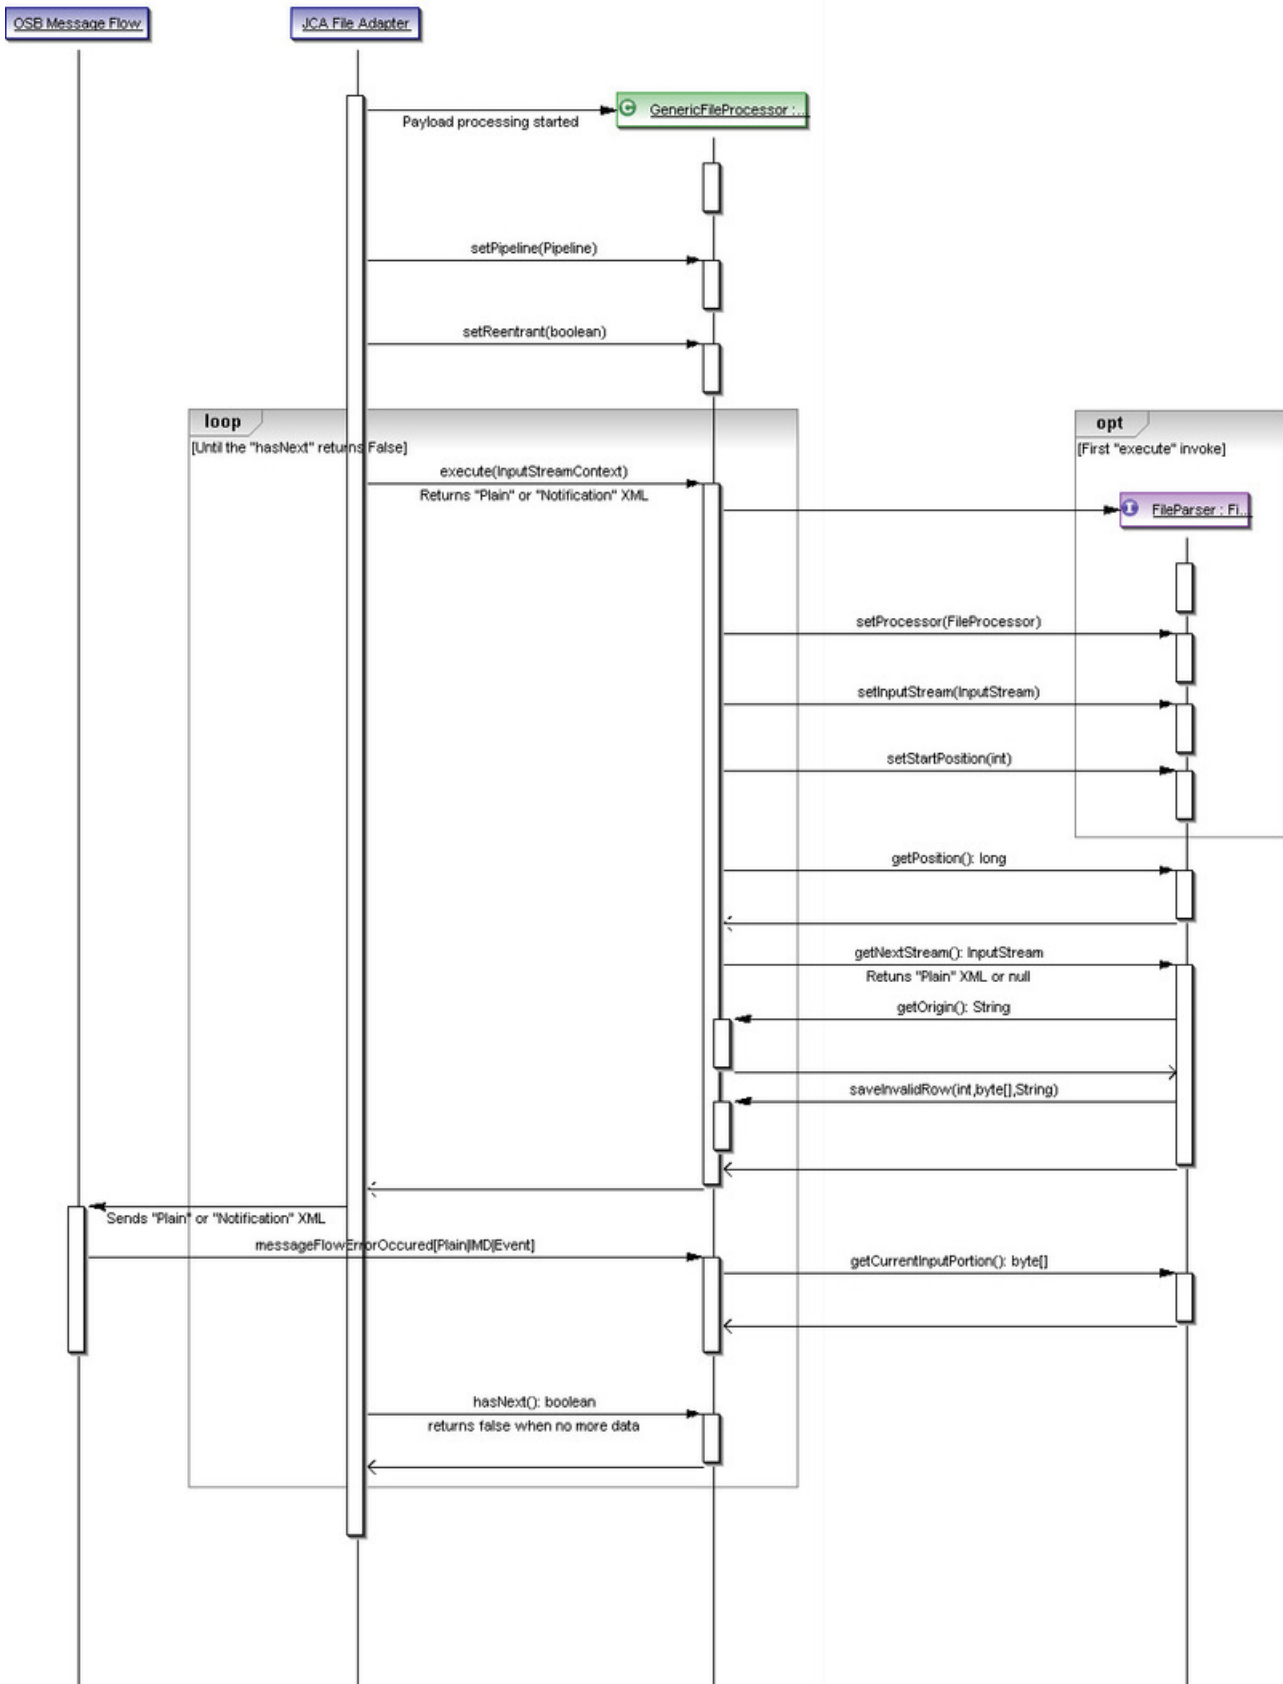 OSB Message Flow
JCA File Adapter
GenericFileProcessor :...
Payload processing started
setPipeline(Pipeline)
setReentrant(boolean)
loop
[Until the "hasNext" returns False]
opt
[First "execute" invoke]
execute(InputStreamContext)
Returns "Plain" or "Notification" XML
FileParser : Fi...
setProcessor(FileProcessor)
setInputStream(InputStream)
setStartPosition(int)
getPosition(): long
getNextStream(): InputStream
Retuns "Plain" XML or null
getOrigin(): String
saveInvalidRow(int,byte[],String)
Sends "Plain" or "Notification" XML
messageFlowErrorOccured[Plain|IMD|Event]
getCurrentInputPortion(): byte[]
hasNext(): boolean
returns false when no more data